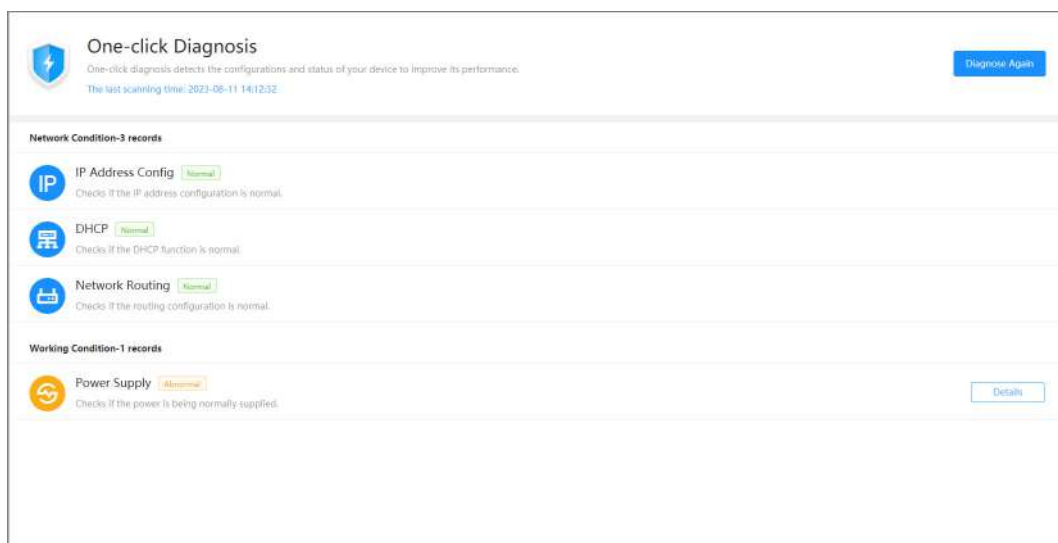 One-click Diagnosis
One-click diagnosis detects the configurations and status of your device to improve its performance.
Diagnose Again
The last scanning time: 2023-08-11 14:12:32
Network Condition-3 records
IP
IP Address Config Normal
Checks if the IP address configuration is normal.
DHCP Normal
Checks if the DHCP function is normal.
Network Routing Normal
Checks if the routing configuration is normal.
Working Condition-1 records
Power Supply Abnormal
Checks if the power is being normally supplied.
Details